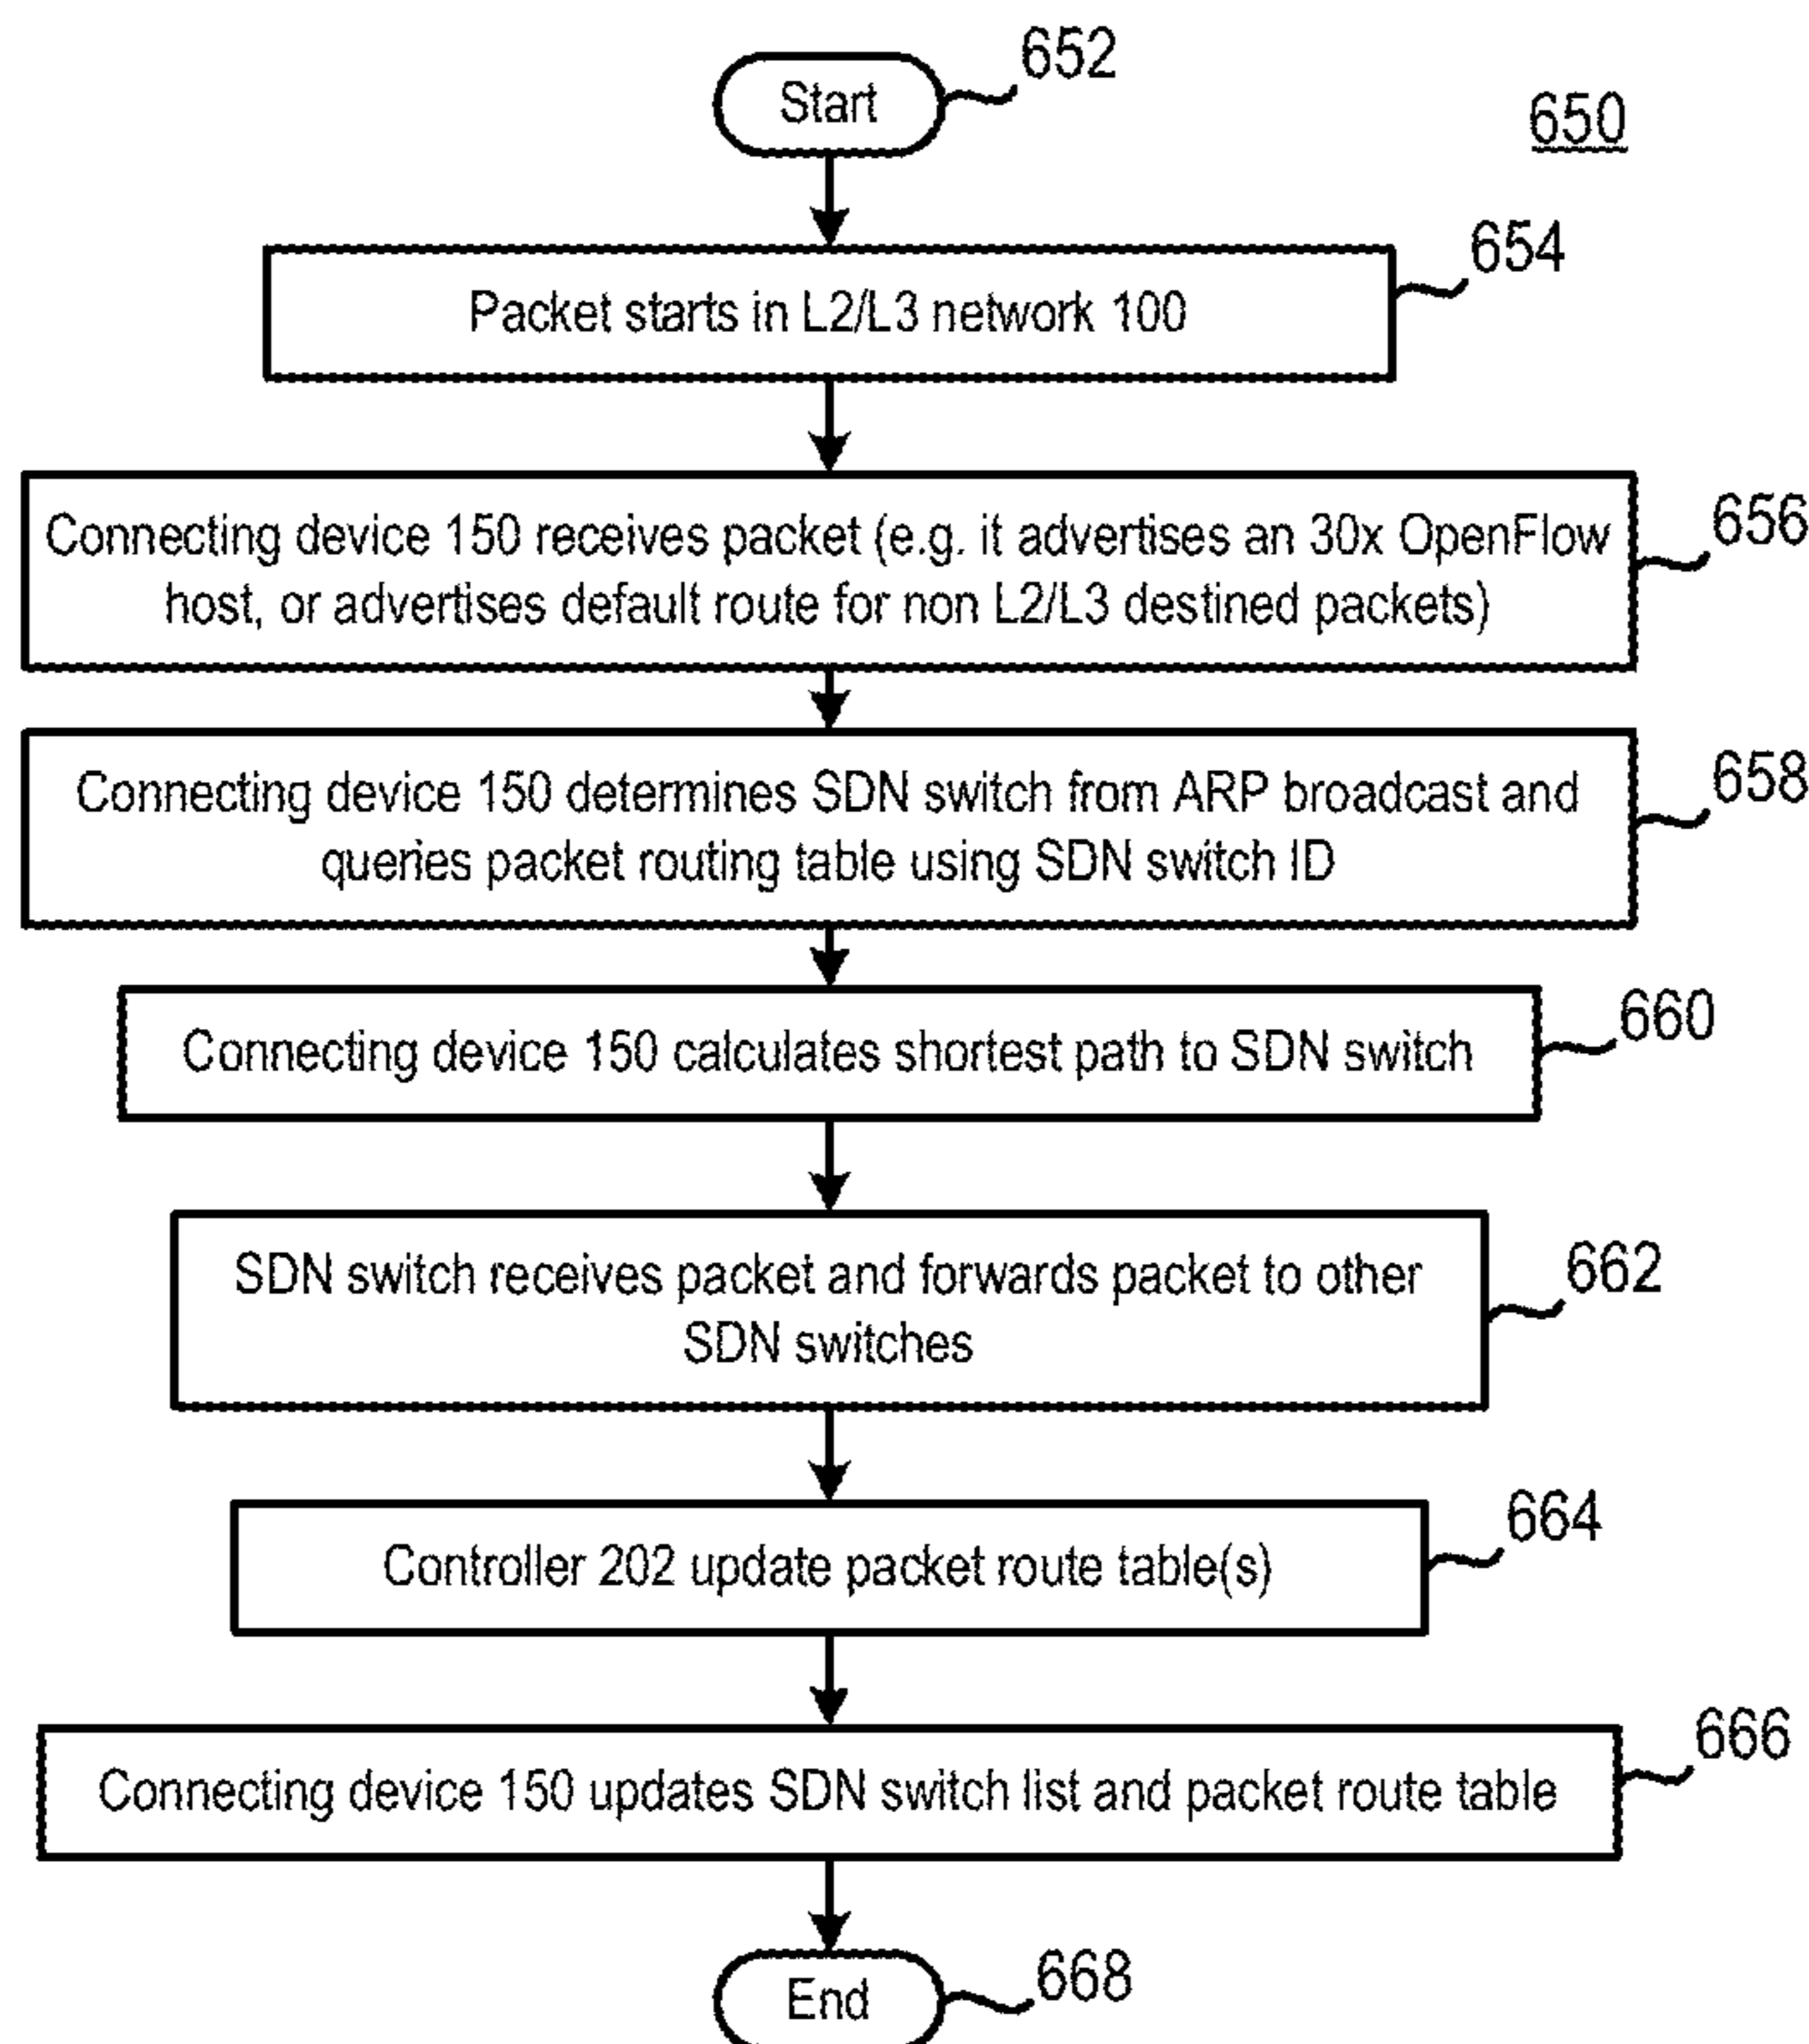 652
Start
650
654
Packet starts in L2/L3 network 100
656
Connecting device 150 receives packet (e.g. it advertises an 30x OpenFlow
host, or advertises default route for non L2/L3 destined packets)
658
Connecting device 150 determines SDN switch from ARP broadcast and
queries packet routing table using SDN switch ID
660
Connecting device 150 calculates shortest path to SDN switch
662
SDN switch receives packet and forwards packet to other
SDN switches
664
Controller 202 update packet route table(s)
666
Connecting device 150 updates SDN switch list and packet route table
668
End